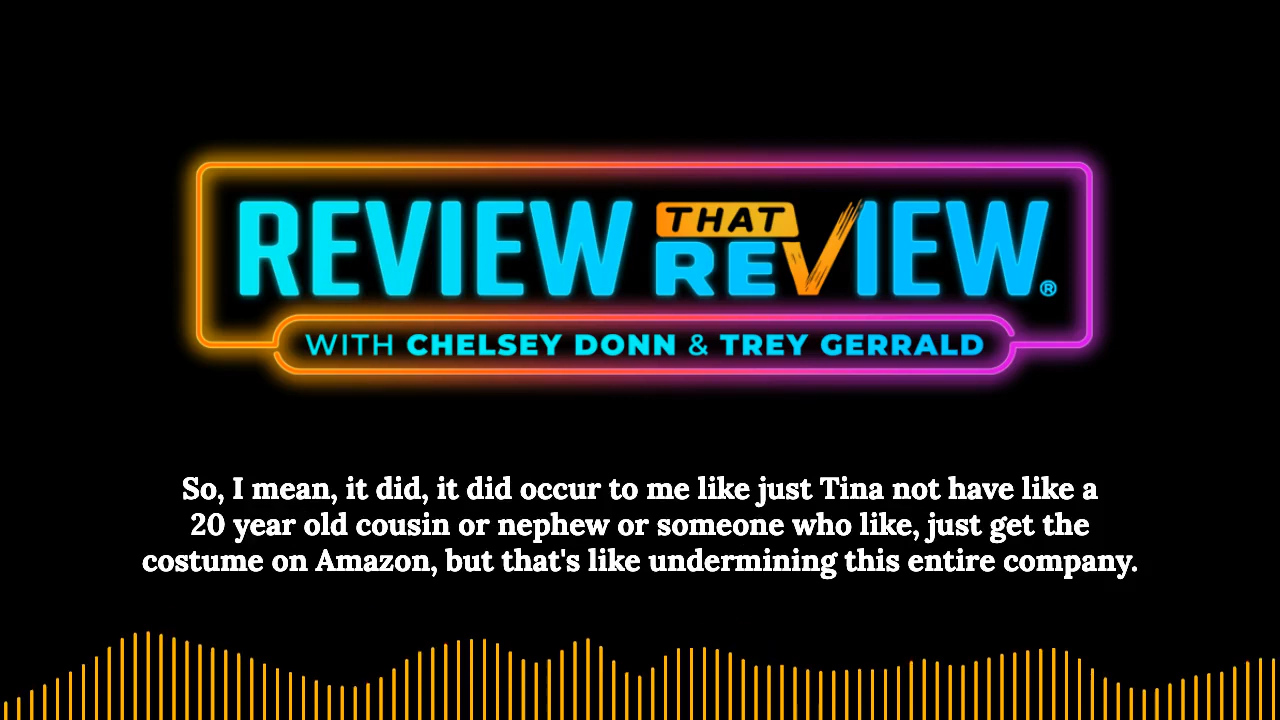 REVIEW THAT REVIEW®
WITH CHELSEY DONN & TREY GERRALD
So, I mean, it did, it did occur to me like just Tina not have like a
20 year old cousin or nephew or someone who like, just get the
costume on Amazon, but that's like undermining this entire company.